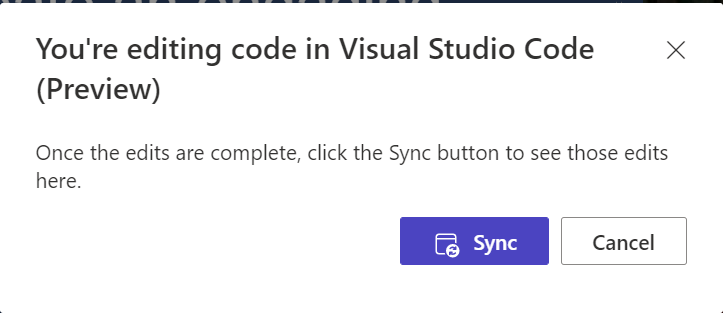 You're editing code in Visual Studio Code
(Preview)
Once the edits are complete, click the Sync button to see those edits
here.
Sync
Cancel